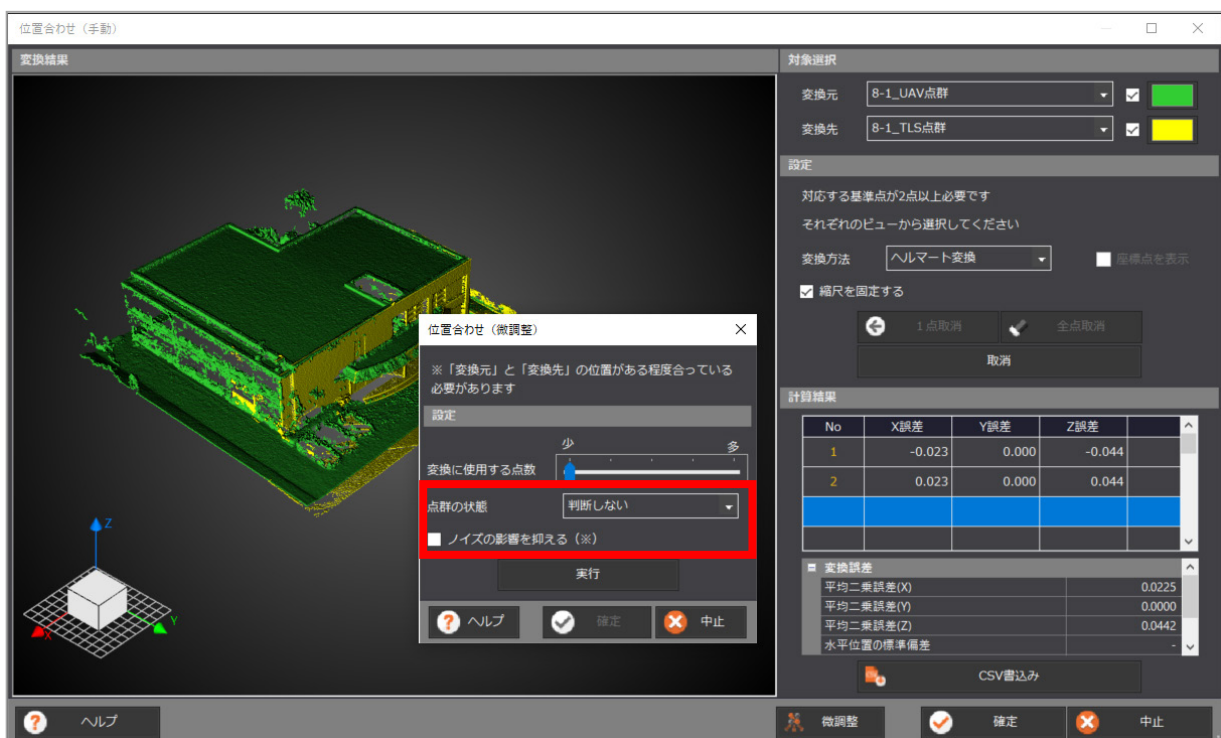 位置合わせ（手動）
変換結果
対象選択
変換元
8-1_UAV点群
変換先
8-1_TLS点群
設定
対応する基準点が2点以上必要です
それぞれのビューから選択してください
変換方法
ヘルマート変換
座標点を表示
縮尺を固定する
1点取消
全点取消
取消
計算結果
No X誤差 Y誤差 Z誤差
1 -0.023 0.000 -0.044
2 0.023 0.000 0.044
変換誤差
平均二乗誤差(X) 0.0225
平均二乗誤差(Y) 0.0000
平均二乗誤差(Z) 0.0442
水平位置の標準偏差 -
CSV書込み
位置合わせ（微調整）
※「変換元」と「変換先」の位置がある程度合っている
必要があります
設定
少 多
変換に使用する点数
点群の状態
判断しない
ノイズの影響を抑える（※）
実行
ヘルプ
確定
中止
Z
X
Y
ヘルプ
微調整
確定
中止